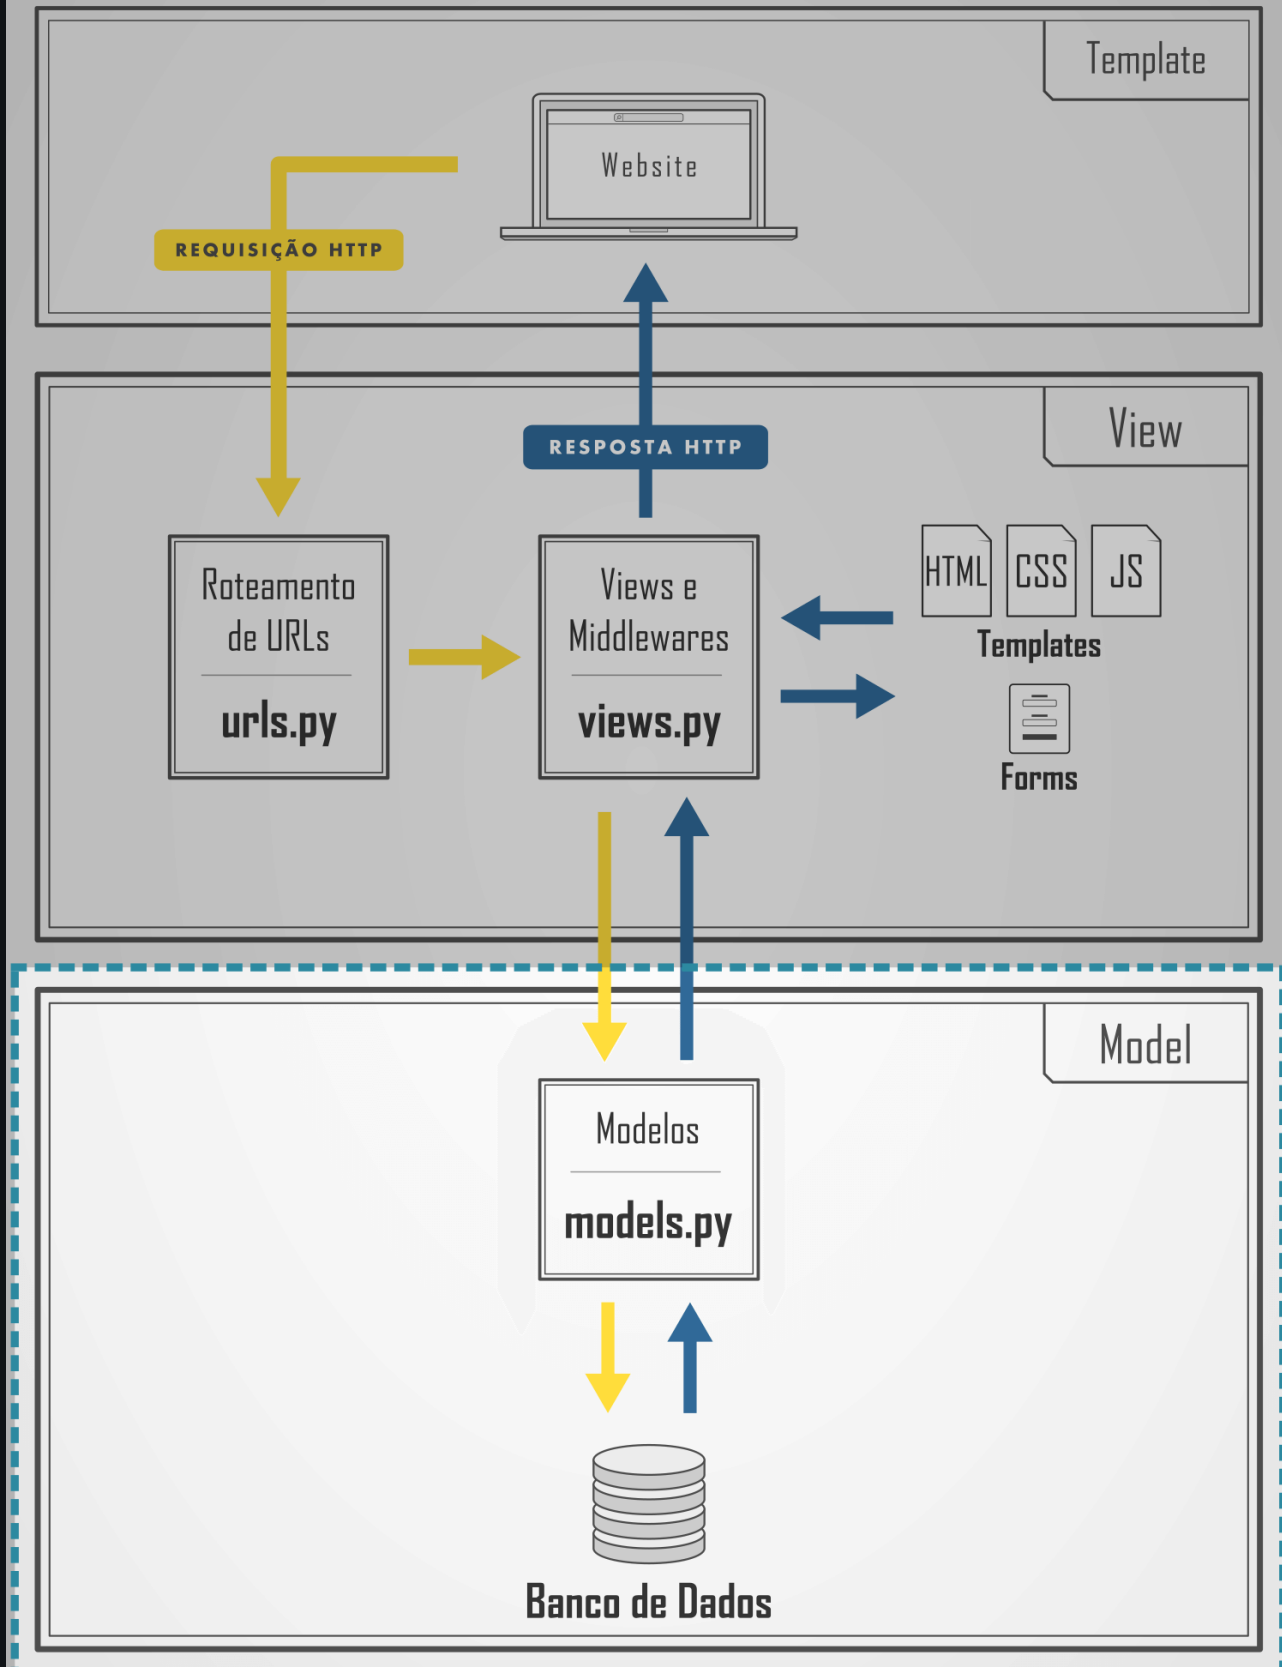 Template
Website
REQUISIÇÃO HTTP
View
RESPOSTA HTTP
Roteamento
de URLs
urls.py
Views e
Middlewares
views.py
HTML
CSS
JS
Templates
Forms
Model
Modelos
models.py
Banco de Dados